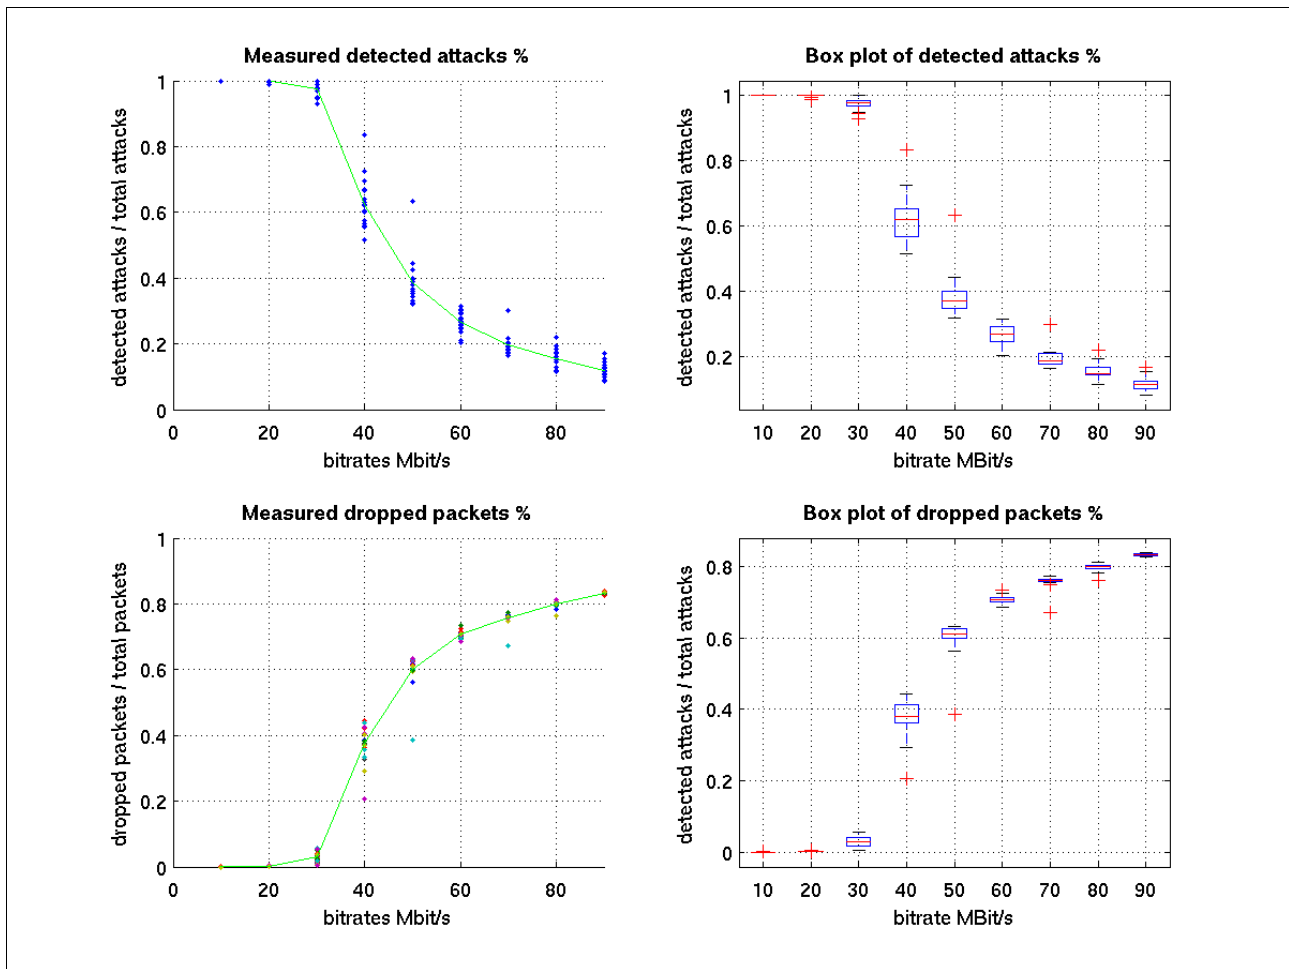 Measured detected attacks %
detected attacks / total attacks
1
0.8
0.6
0.4
0.2
0
0 20 40 60 80
bitrates Mbit/s
Box plot of detected attacks %
detected attacks / total attacks
1
0.8
0.6
0.4
0.2
10 20 30 40 50 60 70 80 90
bitrate MBit/s
Measured dropped packets %
dropped packets / total packets
1
0.8
0.6
0.4
0.2
0
0 20 40 60 80
bitrates Mbit/s
Box plot of dropped packets %
detected attacks / total attacks
0.8
0.6
0.4
0.2
0
10 20 30 40 50 60 70 80 90
bitrate MBit/s